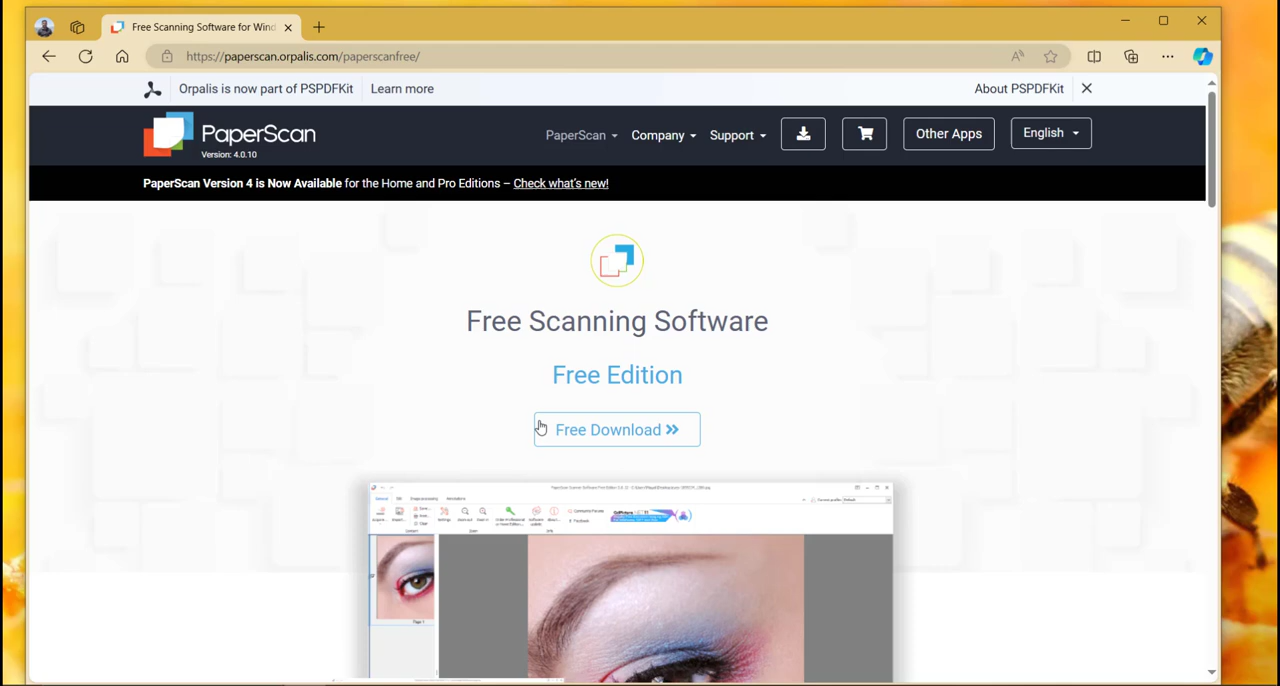 Free Scanning Software for Wind
https://paperscan.orpalis.com/paperscanfree/
Orpalis is now part of PSPDFKit Learn more About PSPDFKit
PaperScan
Version: 4.0.10
PaperScan Company Support Other Apps English
PaperScan Version 4 is Now Available for the Home and Pro Editions – Check what's new!
Free Scanning Software
Free Edition
Free Download
Page 1